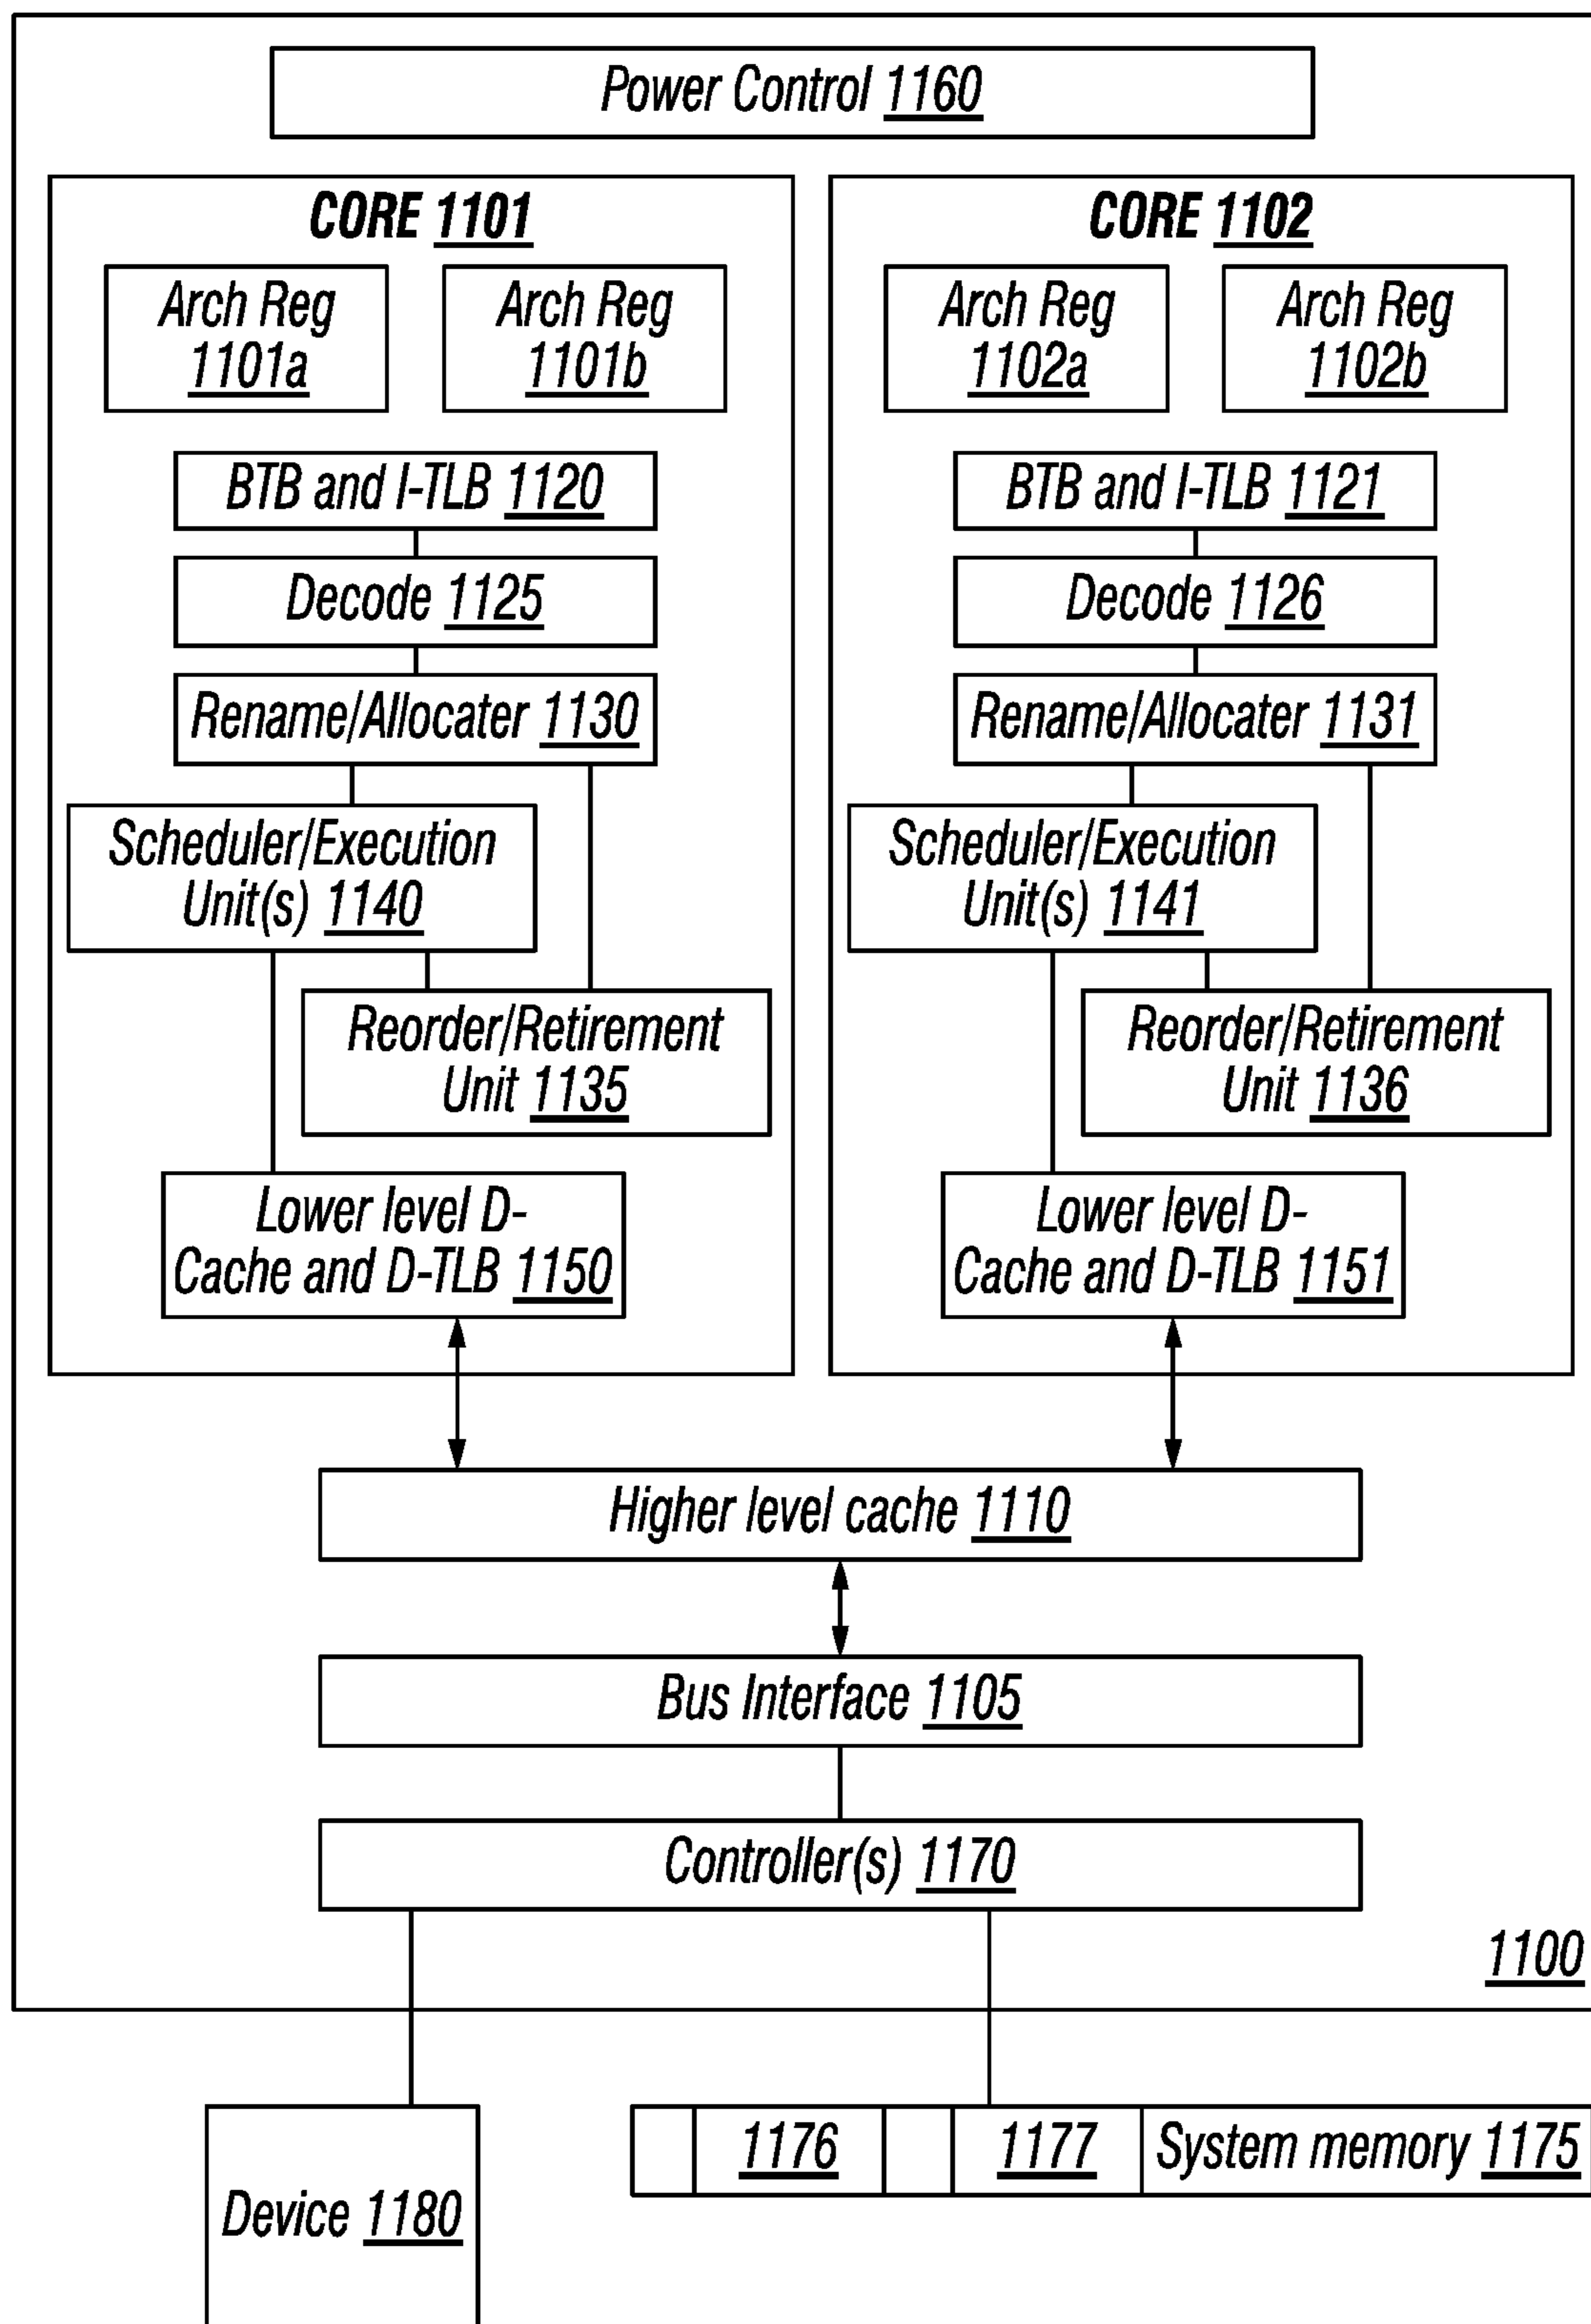 Power Control 1160
CORE 1101
Arch Reg
1101a
Arch Reg
1101b
BTB and I-TLB 1120
Decode 1125
Rename/Allocater 1130
Scheduler/Execution
Unit(s) 1140
Reorder/Retirement
Unit 1135
Lower level D-
Cache and D-TLB 1150
CORE 1102
Arch Reg
1102a
Arch Reg
1102b
BTB and I-TLB 1121
Decode 1126
Rename/Allocater 1131
Scheduler/Execution
Unit(s) 1141
Reorder/Retirement
Unit 1136
Lower level D-
Cache and D-TLB 1151
Higher level cache 1110
Bus Interface 1105
Controller(s) 1170
1100
Device 1180
1176
1177
System memory 1175